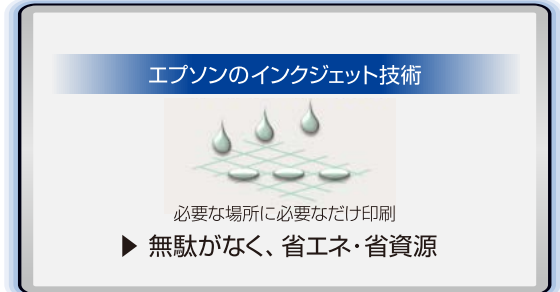 エプソンのインクジェット技術
必要な場所に必要なだけ印刷
▶ 無駄がなく、省エネ・省資源